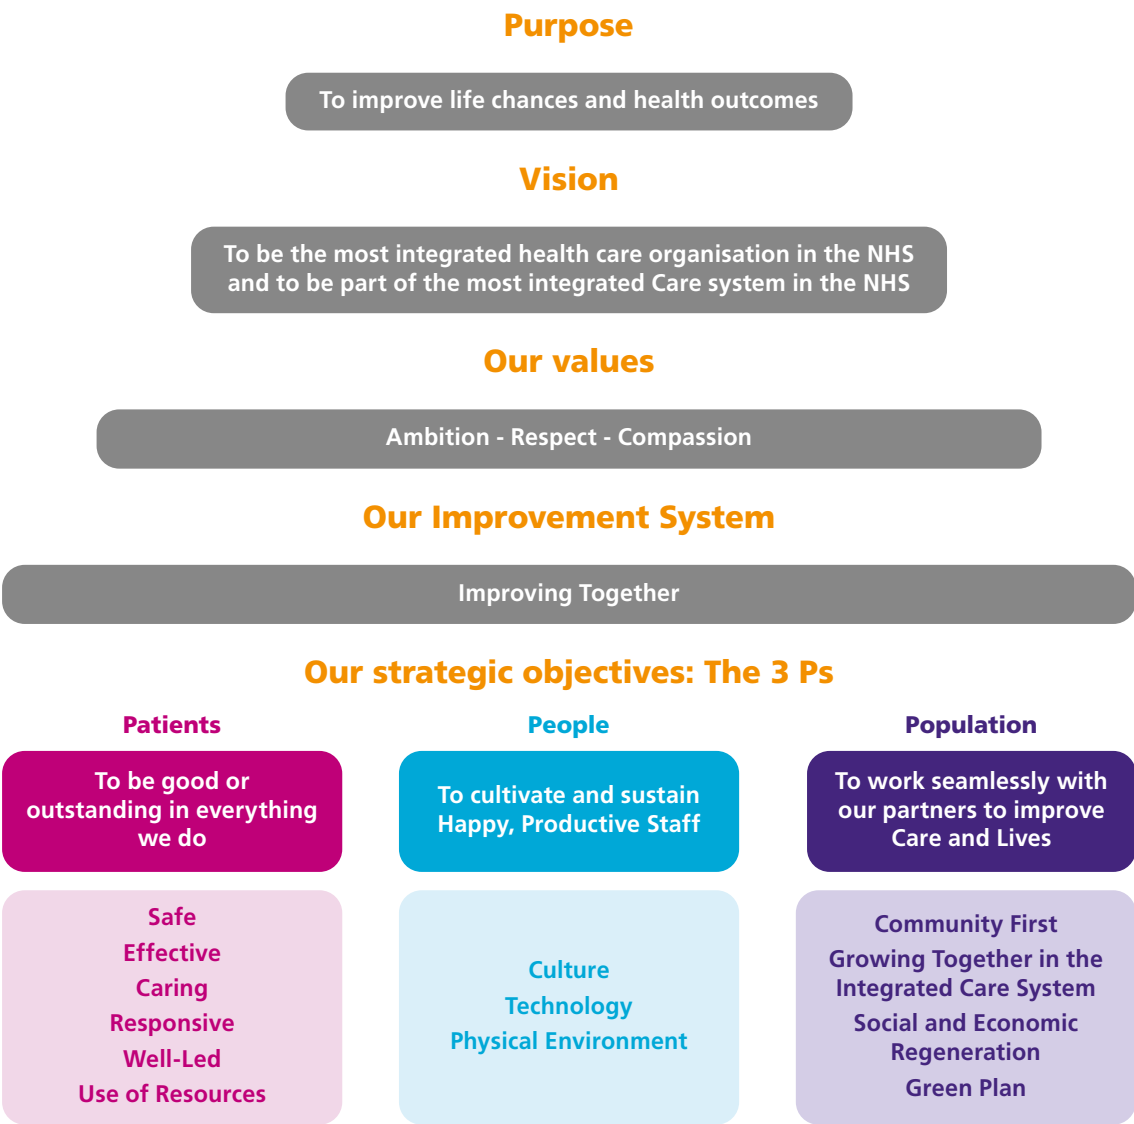 Purpose
To improve life chances and health outcomes
Vision
To be the most integrated health care organisation in the NHS
and to be part of the most integrated Care system in the NHS
Our values
Ambition - Respect - Compassion
Our Improvement System
Improving Together
Our strategic objectives: The 3 Ps
Patients
To be good or
outstanding in everything
we do
Safe
Effective
Caring
Responsive
Well-Led
Use of Resources
People
To cultivate and sustain
Happy, Productive Staff
Culture
Technology
Physical Environment
Population
To work seamlessly with
our partners to improve
Care and Lives
Community First
Growing Together in the
Integrated Care System
Social and Economic
Regeneration
Green Plan